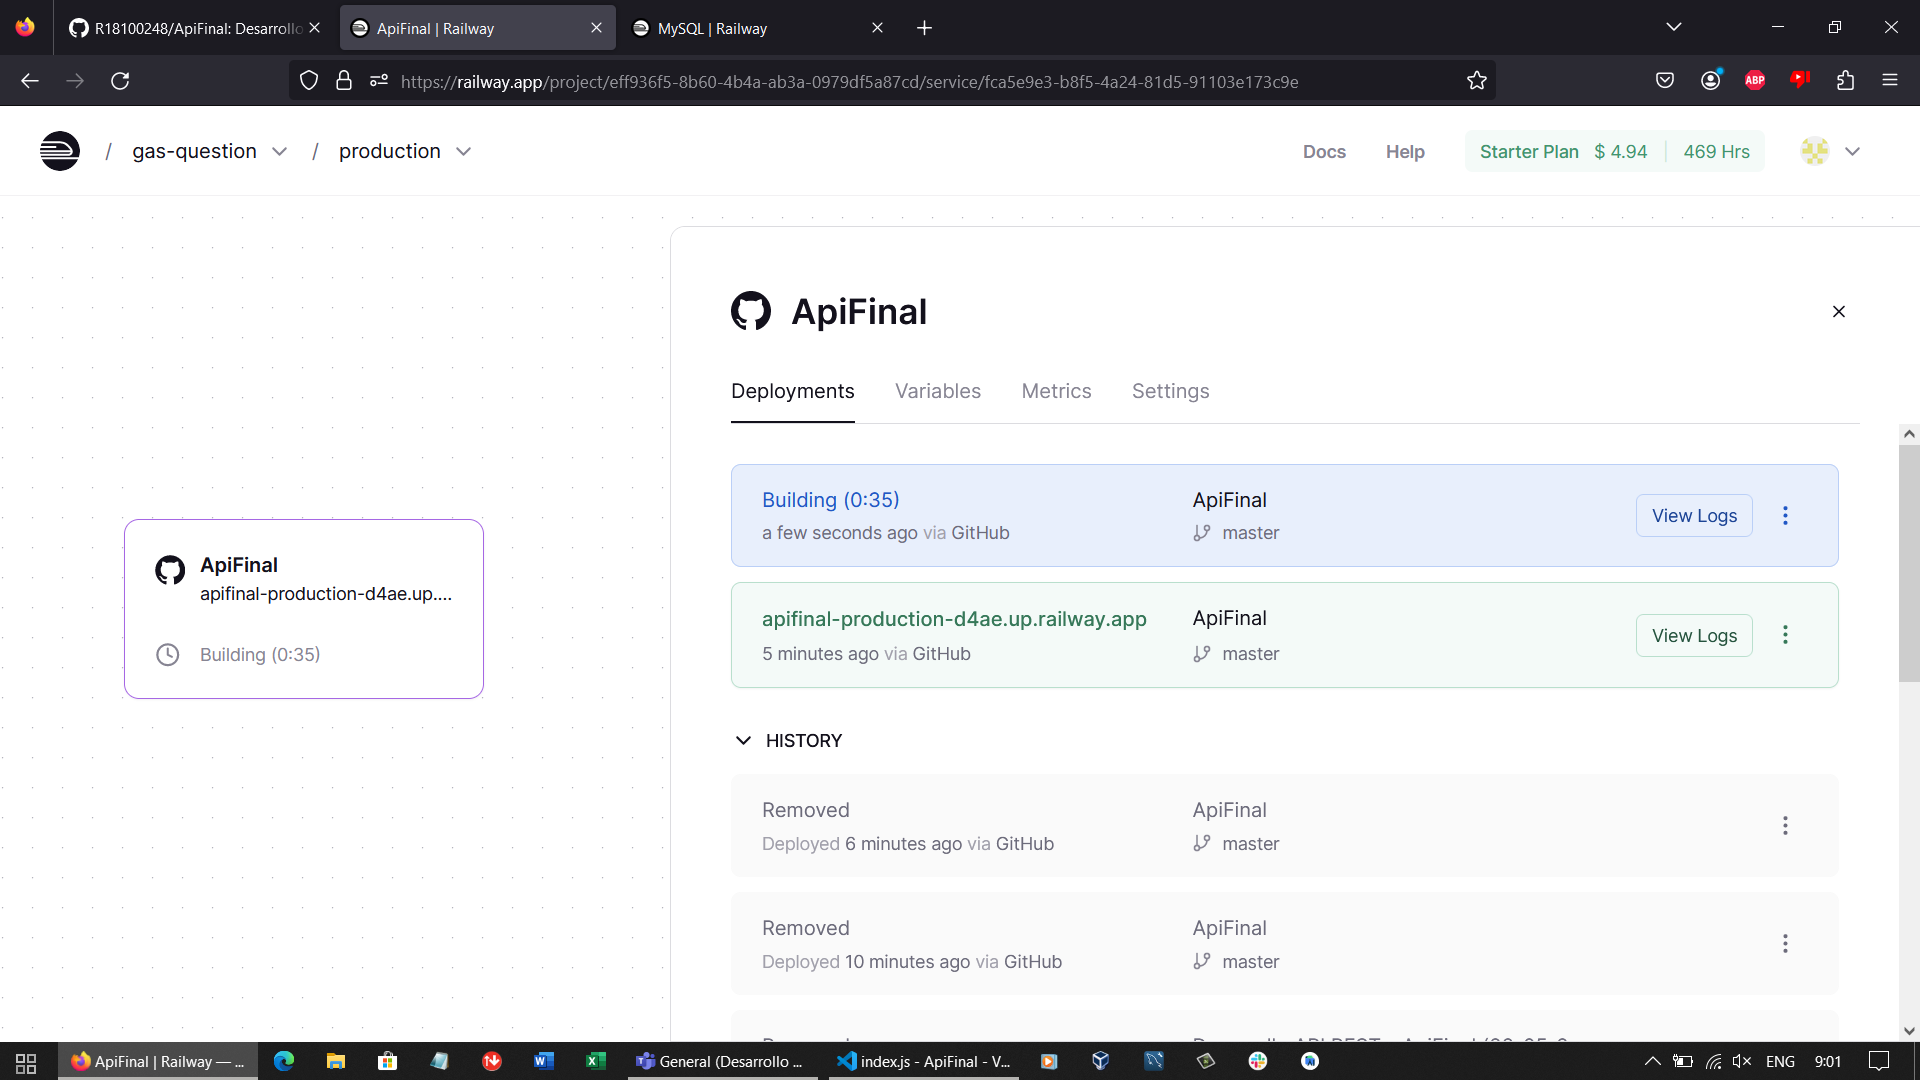 R18100248/ApiFinal: Desarrollo
ApiFinal | Railway
MySQL | Railway
https://railway.app/project/eff936f5-8b60-4b4a-ab3a-0979df5a87cd/service/fca5e9e3-b8f5-4a24-81d5-91103e173c9e
ABP
/ gas-question / production
Docs
Help
Starter Plan $ 4.94 469 Hrs
ApiFinal
Deployments
Variables
Metrics
Settings
Building (0:35)
ApiFinal
View Logs
a few seconds ago via GitHub
master
ApiFinal
apifinal-production-d4ae.up....
Building (0:35)
apifinal-production-d4ae.up.railway.app
ApiFinal
View Logs
5 minutes ago via GitHub
master
HISTORY
Removed
ApiFinal
Deployed 6 minutes ago via GitHub
master
Removed
ApiFinal
Deployed 10 minutes ago via GitHub
master
ApiFinal | Railway — ...
General (Desarrollo ...
index.js - ApiFinal - V...
ENG
9:01